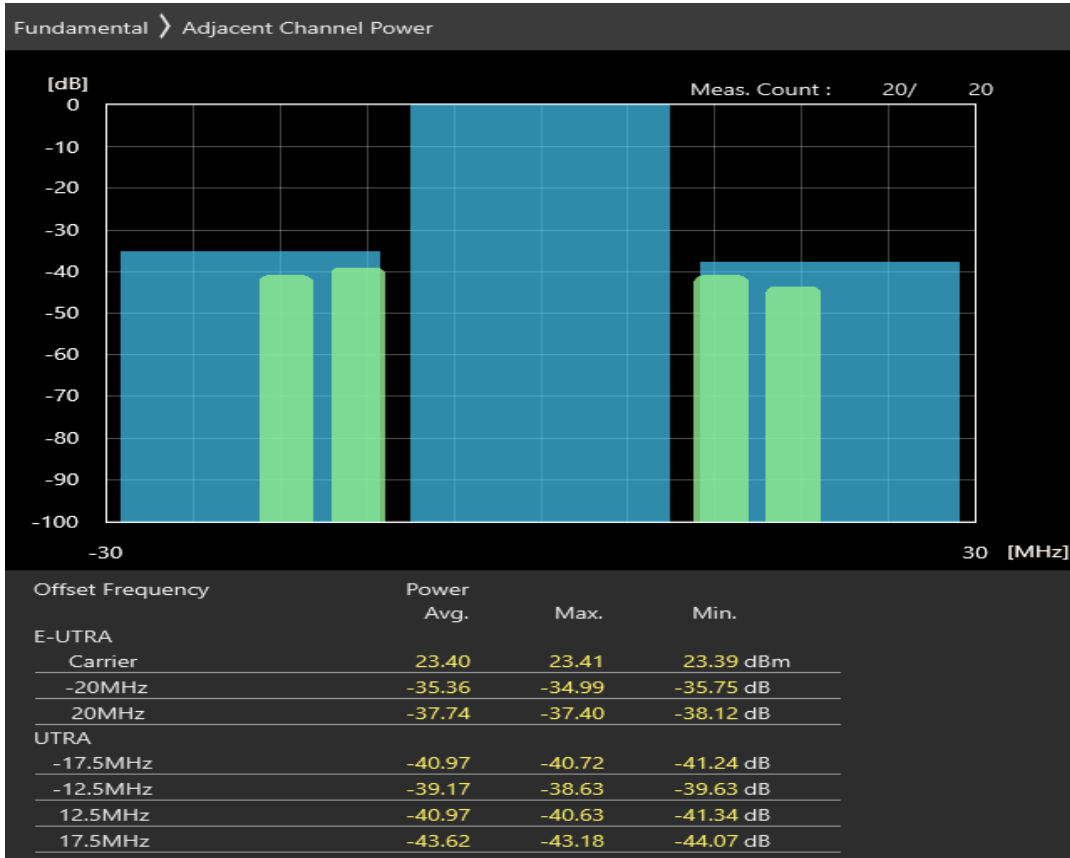 Fundamental 〉 Adjacent Channel Power
[dB]
Meas. Count : 20/ 20
0
-10
-20
-30
-40
-50
-60
-70
-80
-90
-100
-30 30 [MHz]
Offset Frequency Power
Avg. Max. Min.
E-UTRA
Carrier 23.40 23.41 23.39 dBm
-20MHz -35.36 -34.99 -35.75 dB
20MHz -37.74 -37.40 -38.12 dB
UTRA
-17.5MHz -40.97 -40.72 -41.24 dB
-12.5MHz -39.17 -38.63 -39.63 dB
12.5MHz -40.97 -40.63 -41.34 dB
17.5MHz -43.62 -43.18 -44.07 dB